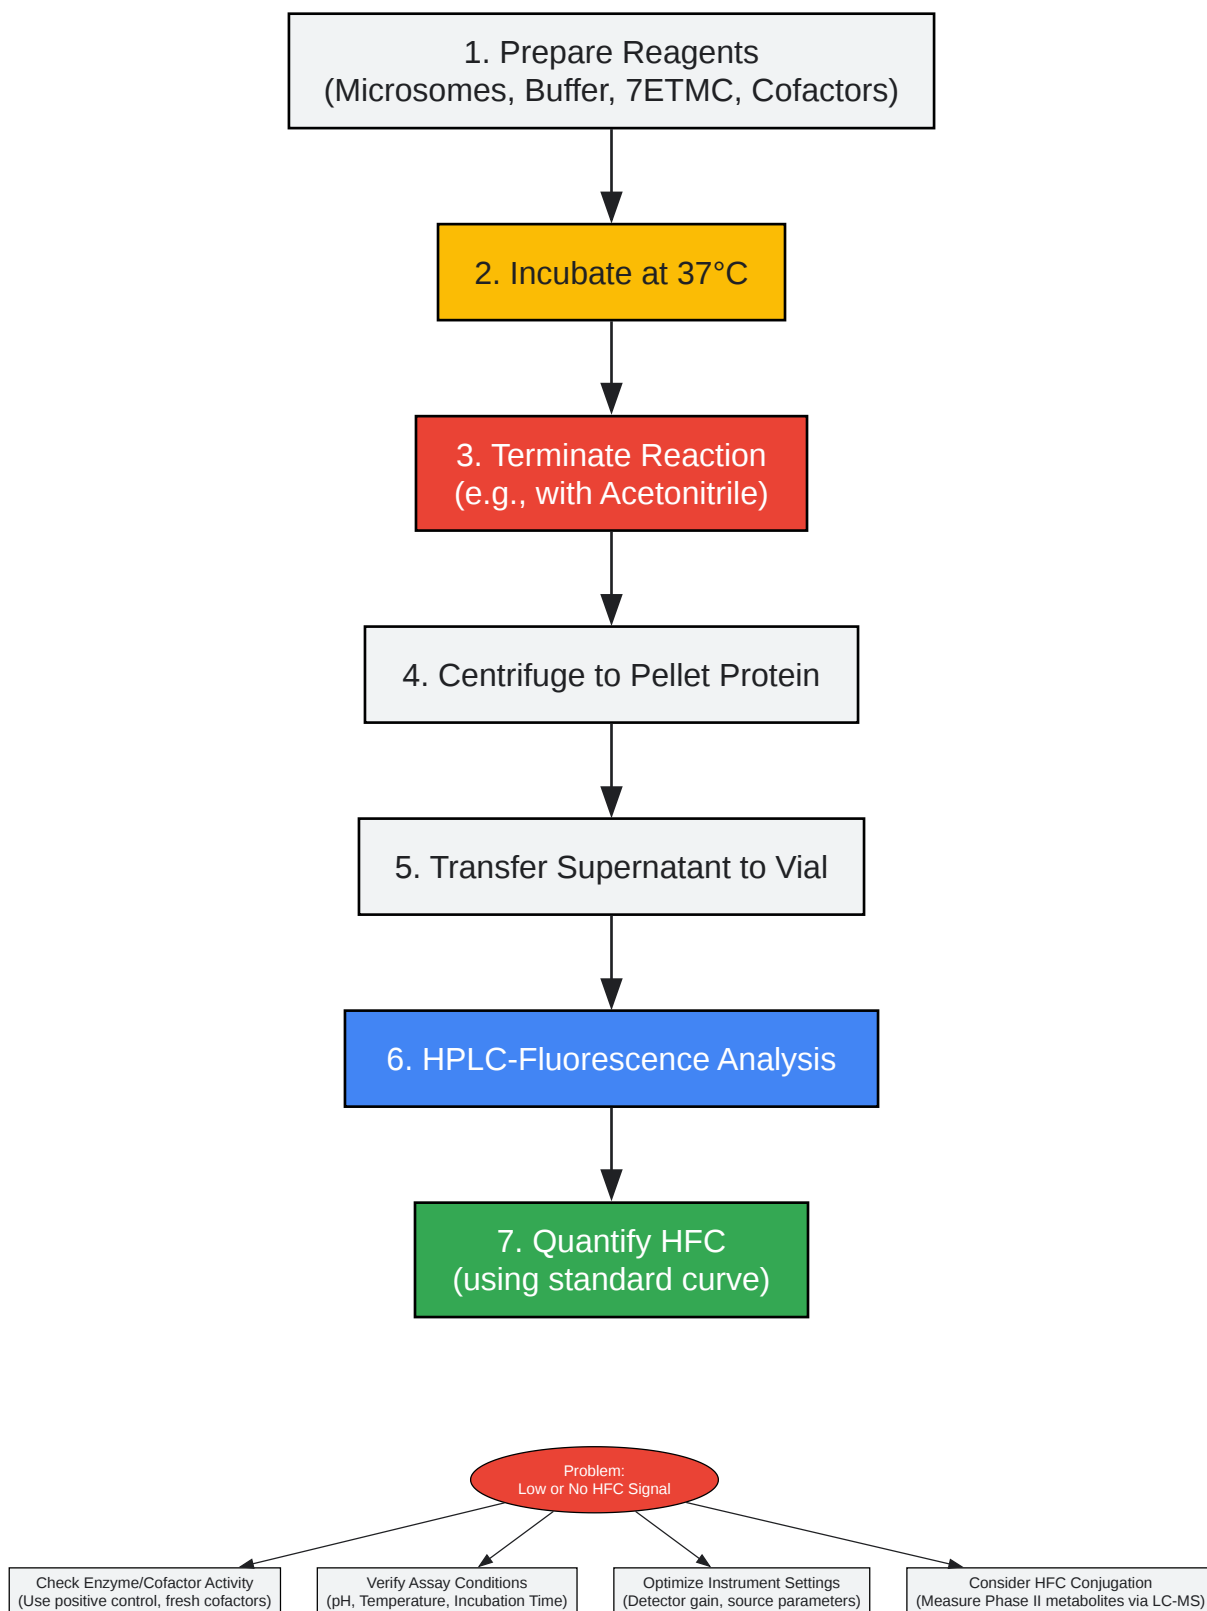 1. Prepare Reagents
(Microsomes, Buffer, 7ETMC, Cofactors)
2. Incubate at 37°C
3. Terminate Reaction
(e.g., with Acetonitrile)
4. Centrifuge to Pellet Protein
5. Transfer Supernatant to Vial
6. HPLC-Fluorescence Analysis
7. Quantify HFC
(using standard curve)
Problem:
Low or No HFC Signal
Check Enzyme/Cofactor Activity
(Use positive control, fresh cofactors)
Verify Assay Conditions
(pH, Temperature, Incubation Time)
Optimize Instrument Settings
(Detector gain, source parameters)
Consider HFC Conjugation
(Measure Phase II metabolites via LC-MS)